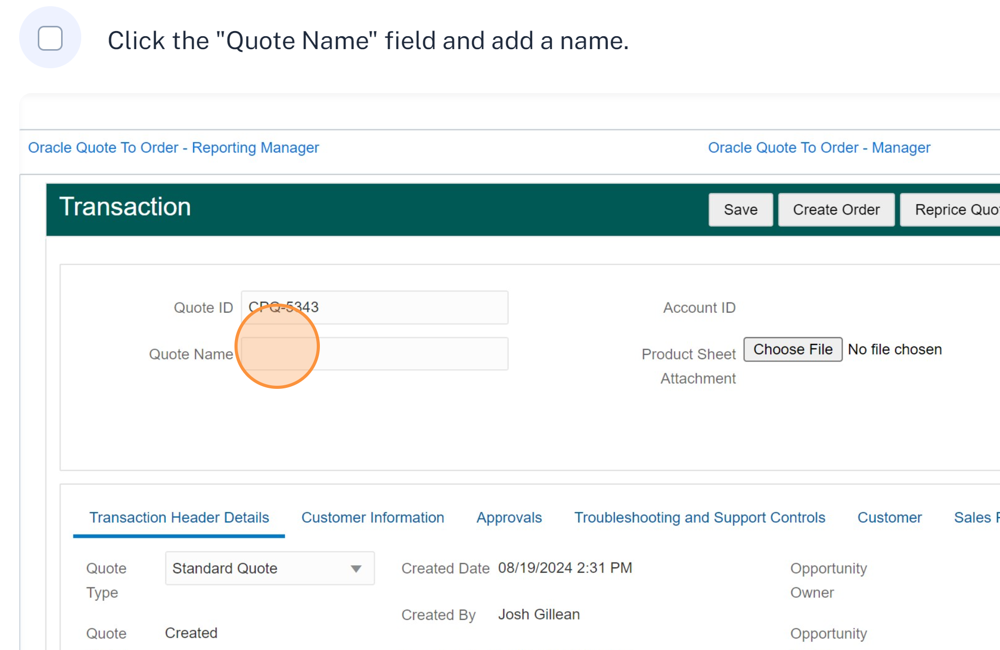 Click the "Quote Name" field and add a name.
Oracle Quote To Order - Reporting Manager
Oracle Quote To Order - Manager
Transaction
Save
Create Order
Reprice Quo
Quote ID
CPQ-5343
Account ID
Quote Name
Product Sheet
Attachment
Choose File
No file chosen
Transaction Header Details
Customer Information
Approvals
Troubleshooting and Support Controls
Customer
Sales
Quote
Type
Standard Quote
Created Date
08/19/2024 2:31 PM
Opportunity
Owner
Created By
Josh Gillean
Quote
Created
Opportunity